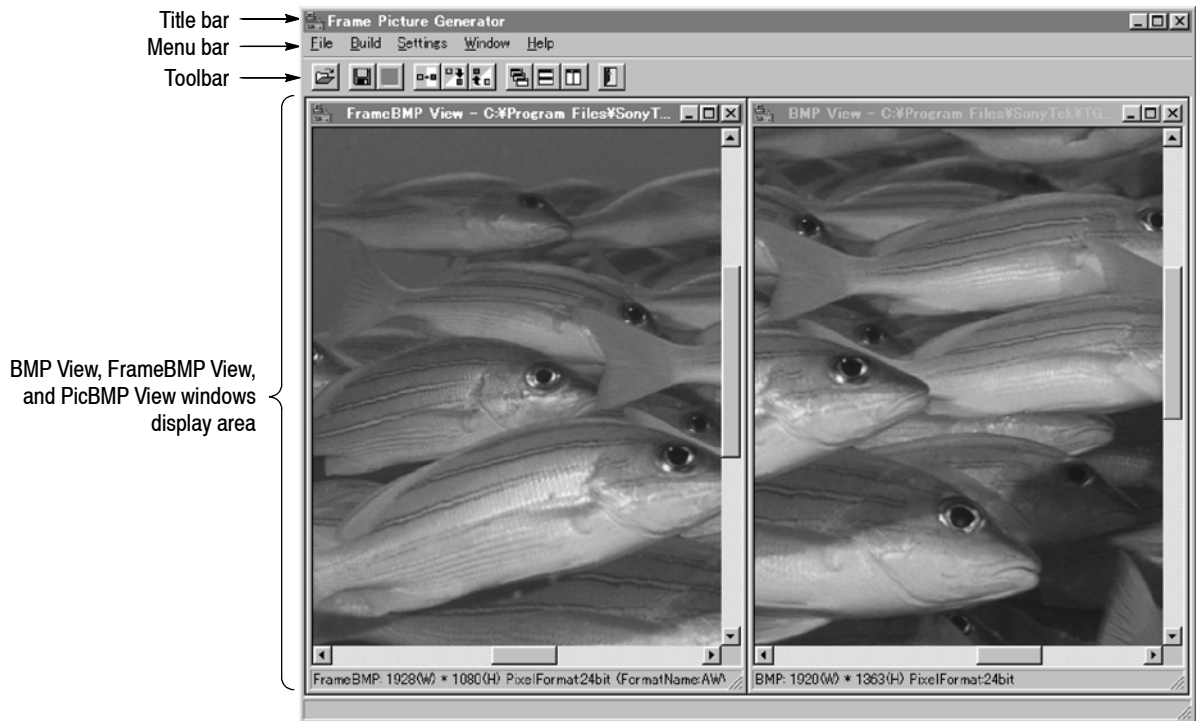 Title bar
Frame Picture Generator
Menu bar
File Build Settings Window Help
Toolbar
FrameBMP View - C:¥Program Files¥SonyT...
BMP View - C:¥Program Files¥SonyTek¥TG...
BMP View, FrameBMP View,
and PicBMP View windows
display area
FrameBMP: 1928(W) * 1080(H) PixelFormat:24bit (FormatName:AWV
BMP: 1920(W) * 1363(H) PixelFormat:24bit